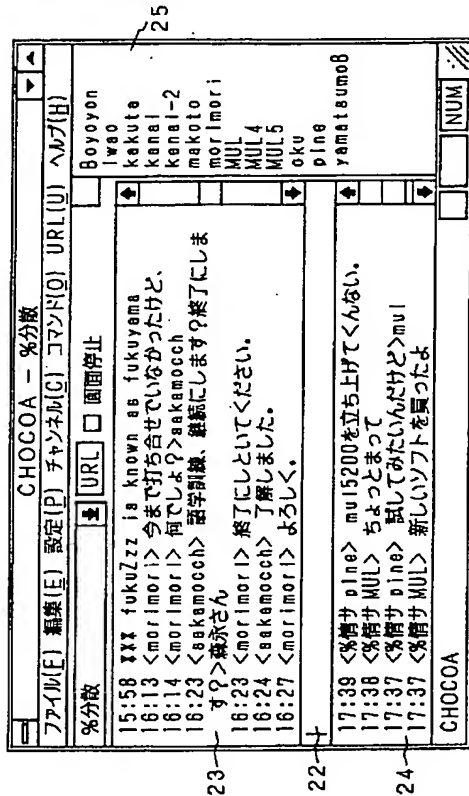 CHOCOA - %分散
ファイル(F) 編集(E) 設定(P) チャンネル(C) コマンド(O) URL(U) ヘルプ(H)
%分散 URL 画面停止
15:58 *** fukuZzz is known as fukuyama
16:13 <morimori> 今まで打ち合せでいなかったけど、
16:14 <morimori> 何でしょ?>sakamocch
16:23 <sakamocch> 語学訓練、継続にします?終了にしま
す?>森永さん
16:23 <morimori> 終了にしといてください。
16:24 <sakamocch> 了解しました。
16:27 <morimori> よろしく。
17:39 <%情サ pine> mul5200を立ち上げてくんない。
17:38 <%情サ MUL> ちょっとまって
17:37 <%情サ pine> 試してみたいんだけど>mul
17:37 <%情サ MUL> 新しいソフトを買ったよ
Boyoyon
iwao
kakuta
kanai
kanai-2
makoto
morimori
MUL
MUL4
MUL5
oku
pine
yamatsumoB
CHOCOA NUM
22
23
24
25